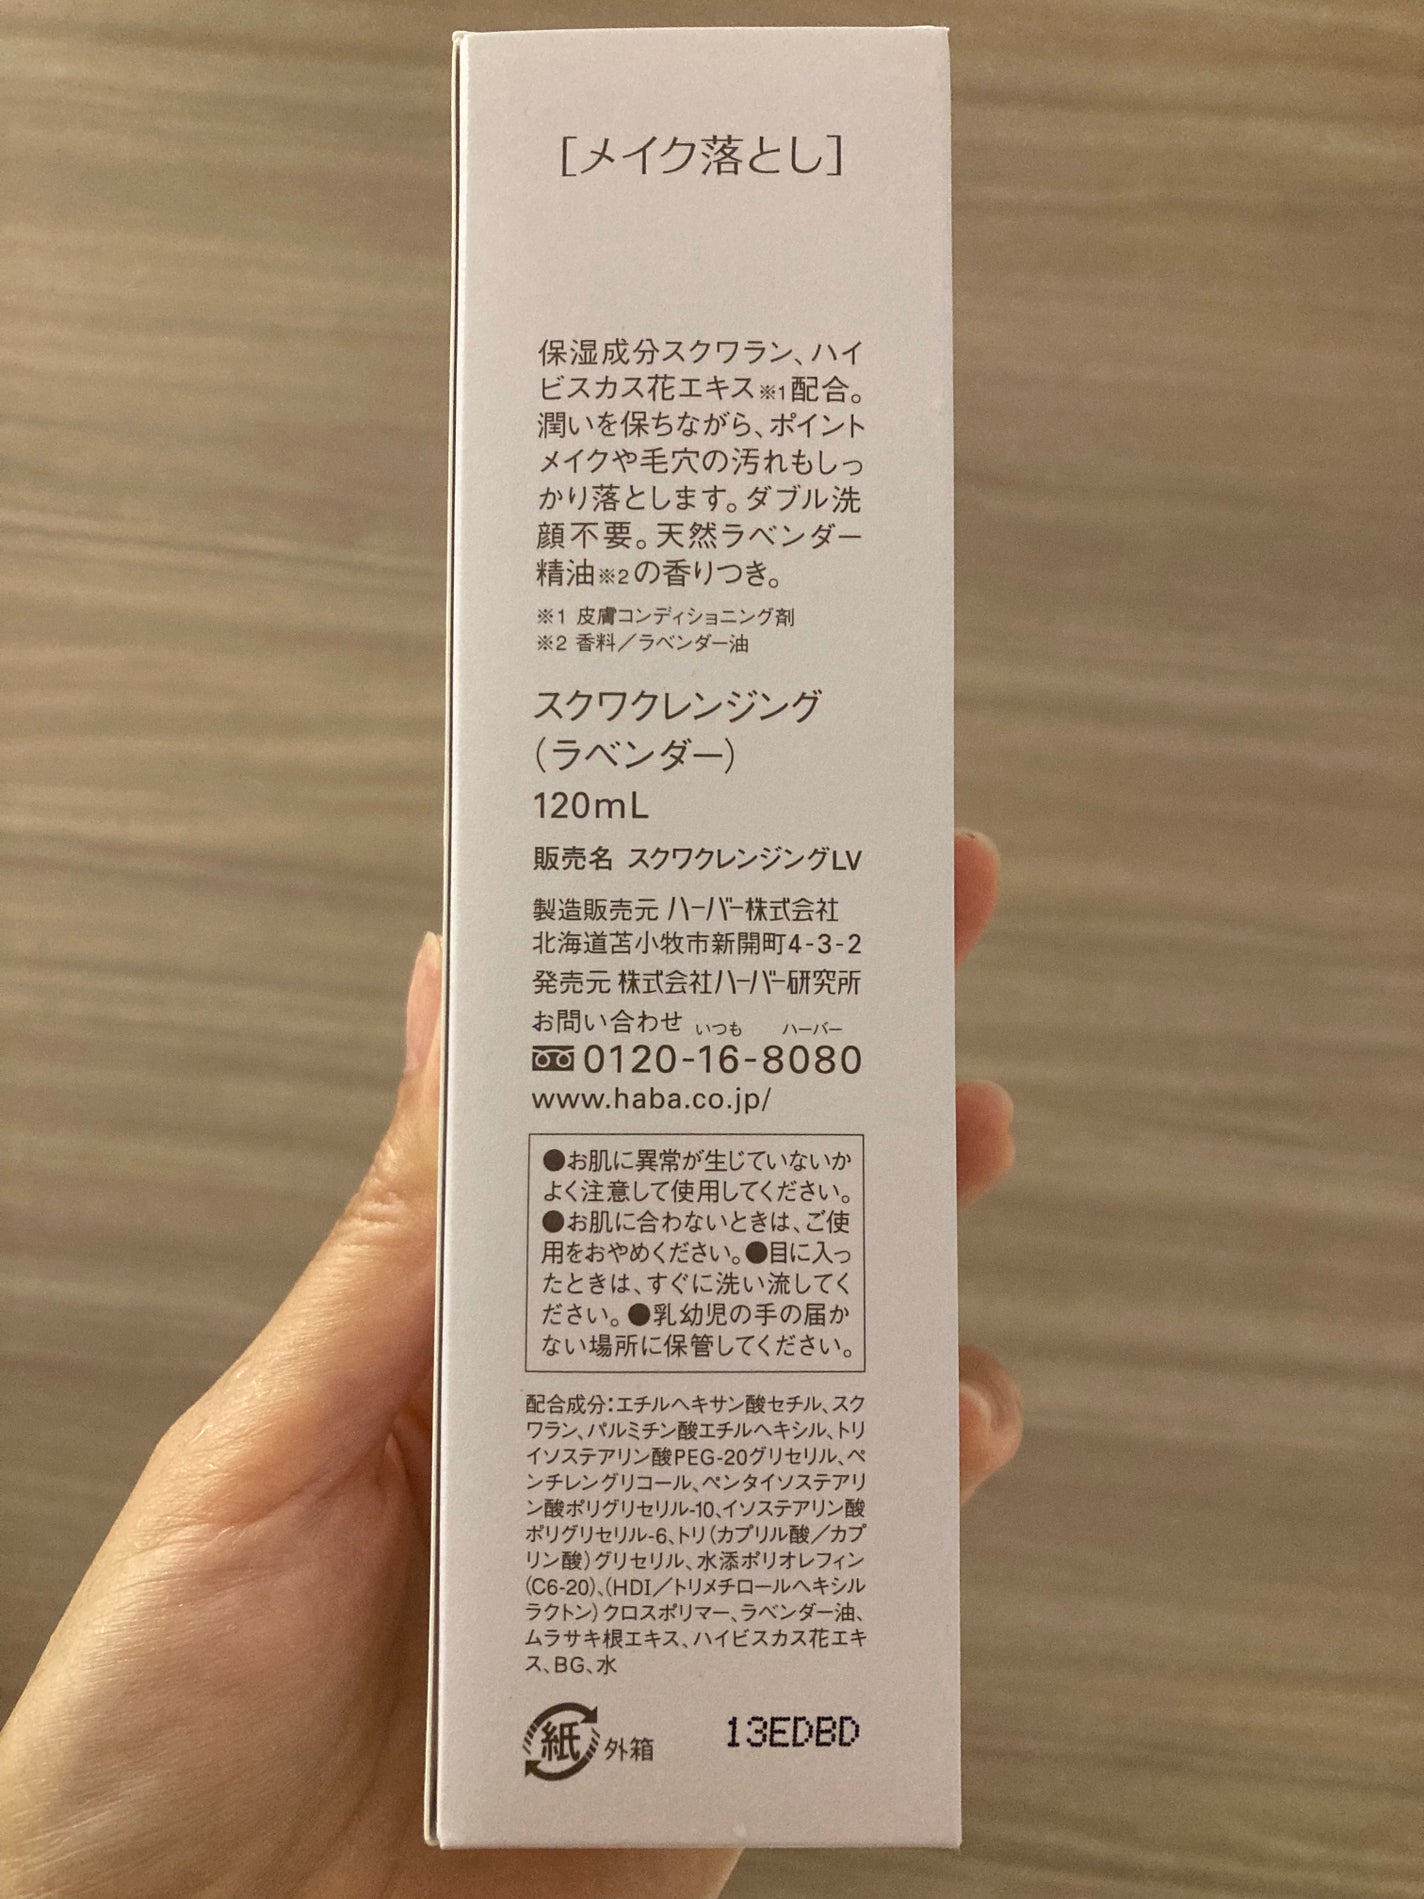 ［メイク落とし］
保湿成分スクワラン、ハイ
ビスカス花エキス※1配合。
潤いを保ちながら、ポイント
メイクや毛穴の汚れもしっ
かり落とします。ダブル洗
顔不要。天然ラベンダー
精油※2の香りつき。
※1 皮膚コンディショニング剤
※2 香料／ラベンダー油
スクワクレンジング
（ラベンダー）
120mL
販売名 スクワクレンジングLV
製造販売元 ハーバー株式会社
北海道苫小牧市新開町4-3-2
発売元 株式会社ハーバー研究所
お問い合わせ いつも ハーバー
0120-16-8080
www.haba.co.jp/
●お肌に異常が生じていないか
よく注意して使用してください。
●お肌に合わないときは、ご使
用をおやめください。●目に入っ
たときは、すぐに洗い流してく
ださい。●乳幼児の手の届か
ない場所に保管してください。
配合成分：エチルヘキサン酸セチル、スク
ワラン、パルミチン酸エチルヘキシル、トリ
イソステアリン酸PEG-20グリセリル、ペ
ンチレングリコール、ペンタイソステアリ
ン酸ポリグリセリル-10、イソステアリン酸
ポリグリセリル-6、トリ（カプリル酸／カプ
リン酸）グリセリル、水添ポリオレフィン
（C6-20）、（HDI／トリメチロールヘキシル
ラクトン）クロスポリマー、ラベンダー油、
ムラサキ根エキス、ハイビスカス花エキ
ス、BG、水
紙 外箱 13EDBD